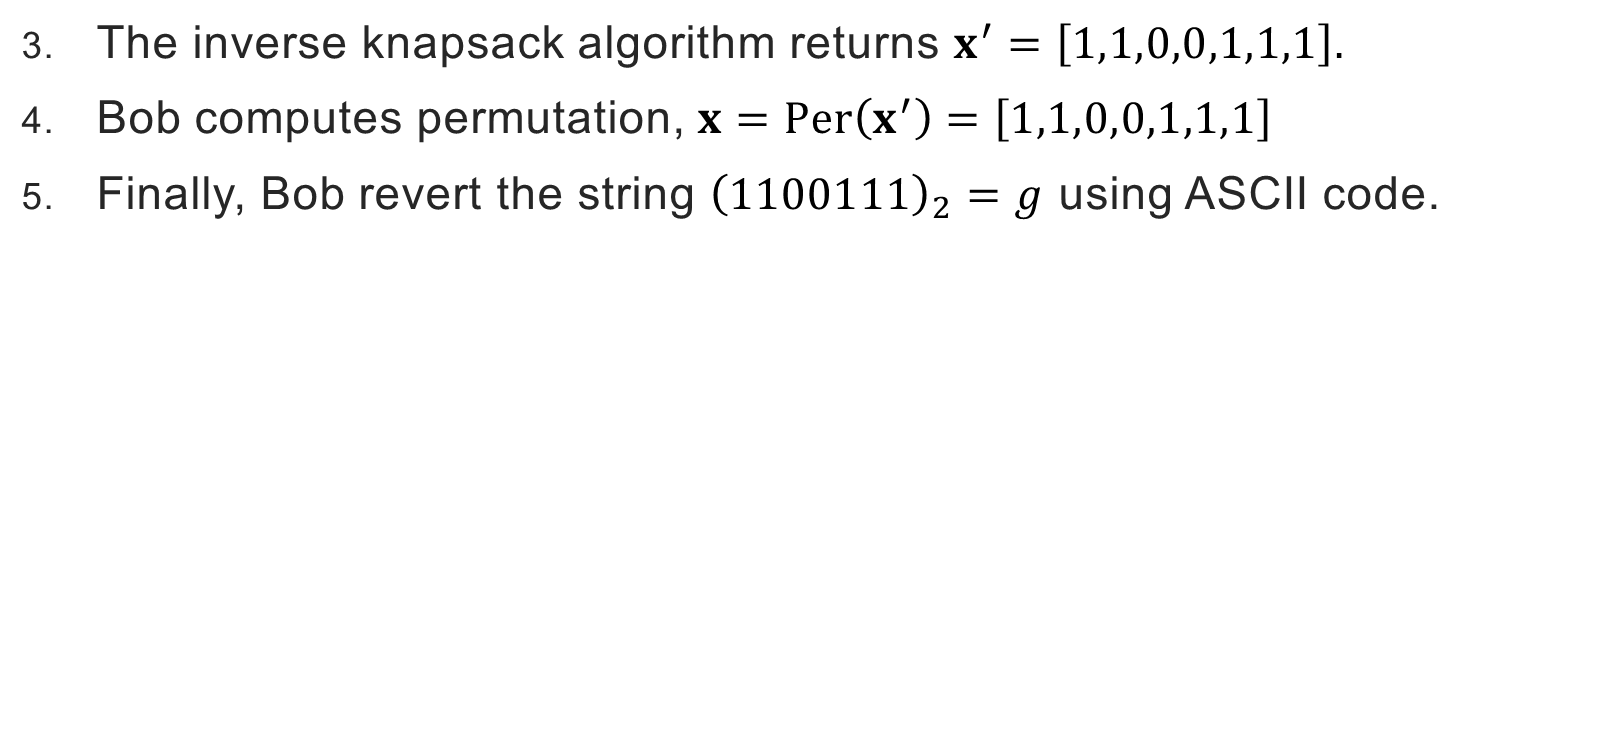 3. The inverse knapsack algorithm returns x′ = [1,1,0,0,1,1,1].
4. Bob computes permutation, x = Per(x′) = [1,1,0,0,1,1,1]
5. Finally, Bob revert the string (1100111)₂ = g using ASCII code.